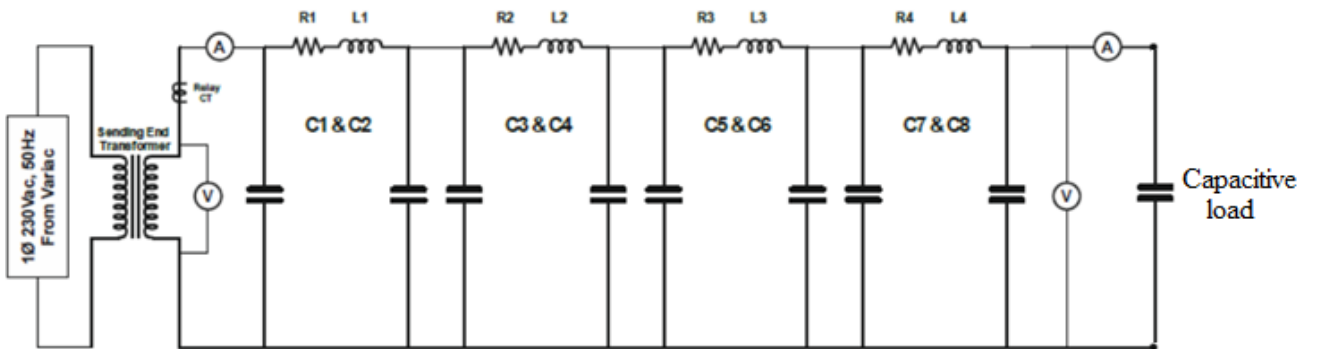 R1 L1
R2 L2
R3 L3
R4 L4
A
A
Relay
CT
1Ø 230Vac, 50Hz
From Variac
Sending End
Transformer
V
C1 & C2
C3 & C4
C5 & C6
C7 & C8
V
Capacitive
load